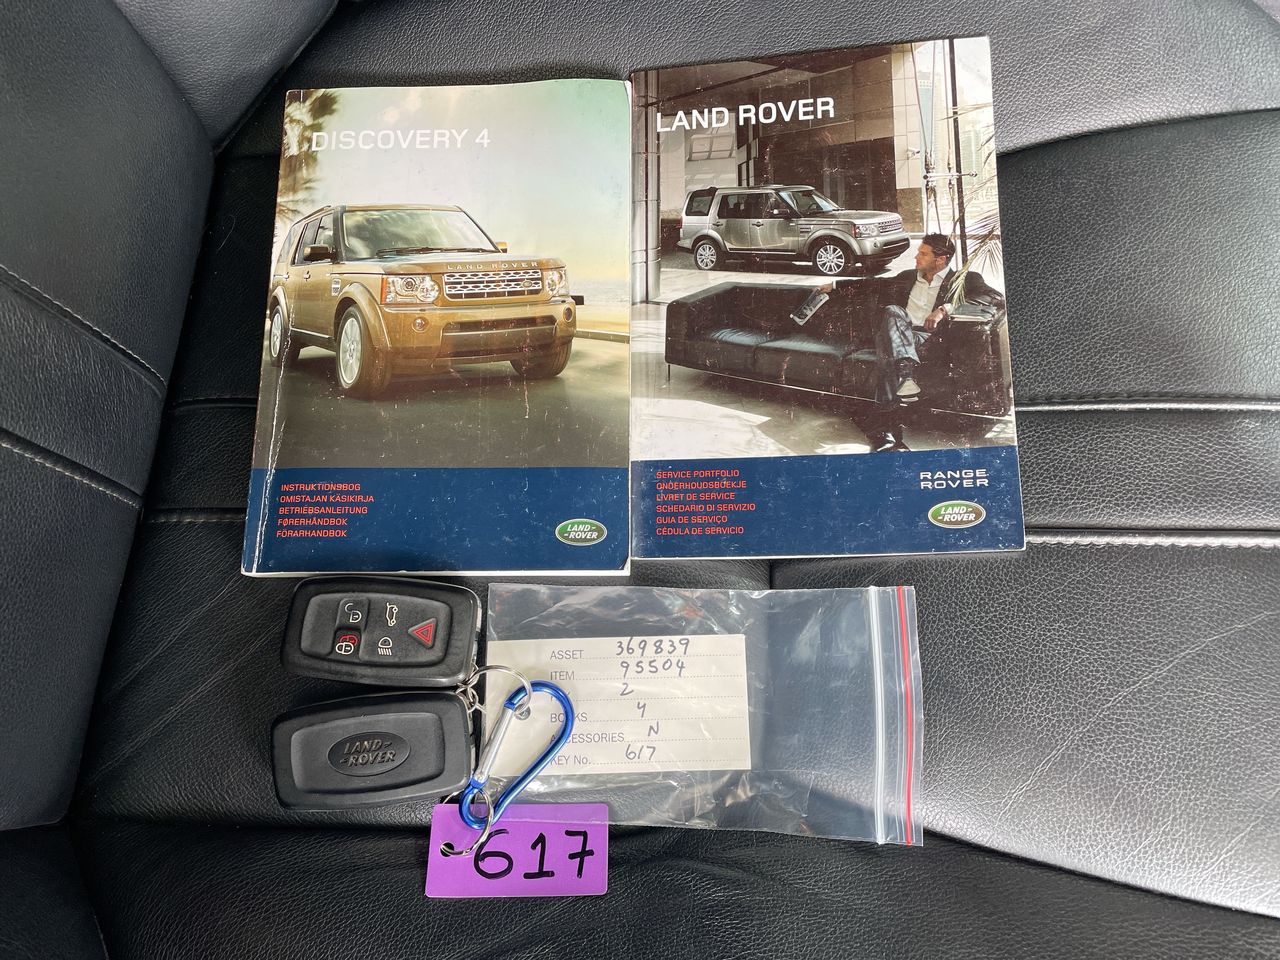 DISCOVERY 4
LAND ROVER
INSTRUKTIONSBOG
OMISTAJAN KÄSIKIRJA
BETRIEBSANLEITUNG
FØRERHÅNDBOK
FÖRARHANDBOK
LAND-
-ROVER
LAND ROVER
SERVICE PORTFOLIO
ONDERHOUDSBOEKJE
LIVRET DE SERVICE
SCHEDARIO DI SERVIZIO
GUIA DE SERVIÇO
CÉDULA DE SERVICIO
RANGE
ROVER
LAND-
-ROVER
LAND-
-ROVER
ASSET 369839
ITEM 95504
2
BOOKS 4
ACCESSORIES N
KEY No. 617
617